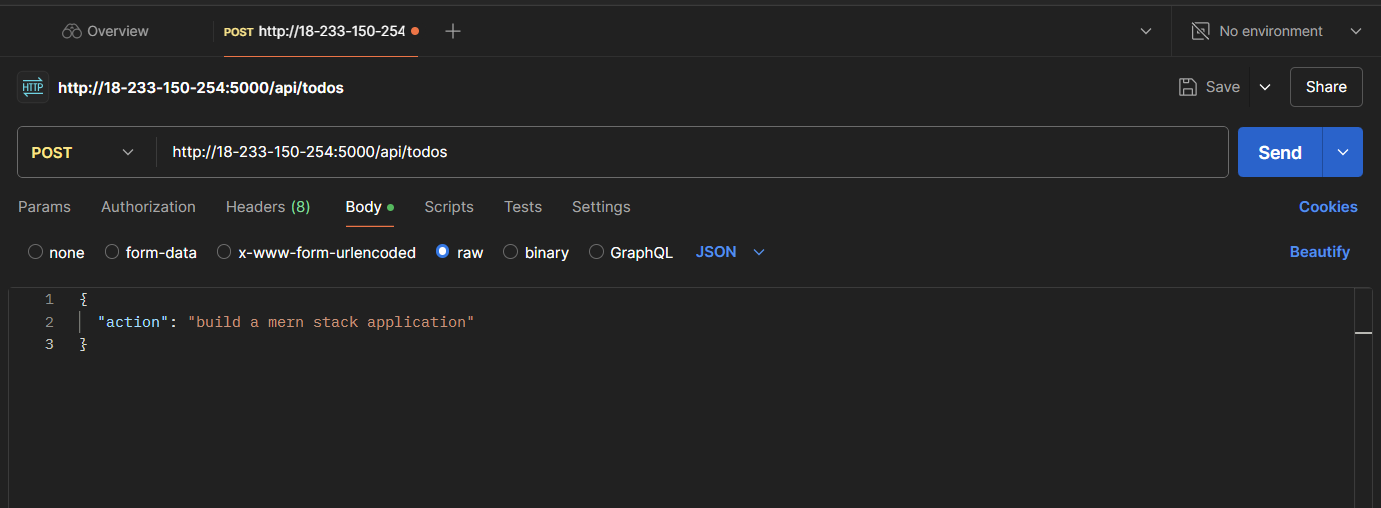 Overview POST http://18-233-150-254 No environment
HTTP http://18-233-150-254:5000/api/todos Save Share
POST http://18-233-150-254:5000/api/todos Send
Params Authorization Headers (8) Body Scripts Tests Settings Cookies
none form-data x-www-form-urlencoded raw binary GraphQL JSON Beautify
1 {
2 "action": "build a mern stack application"
3 }